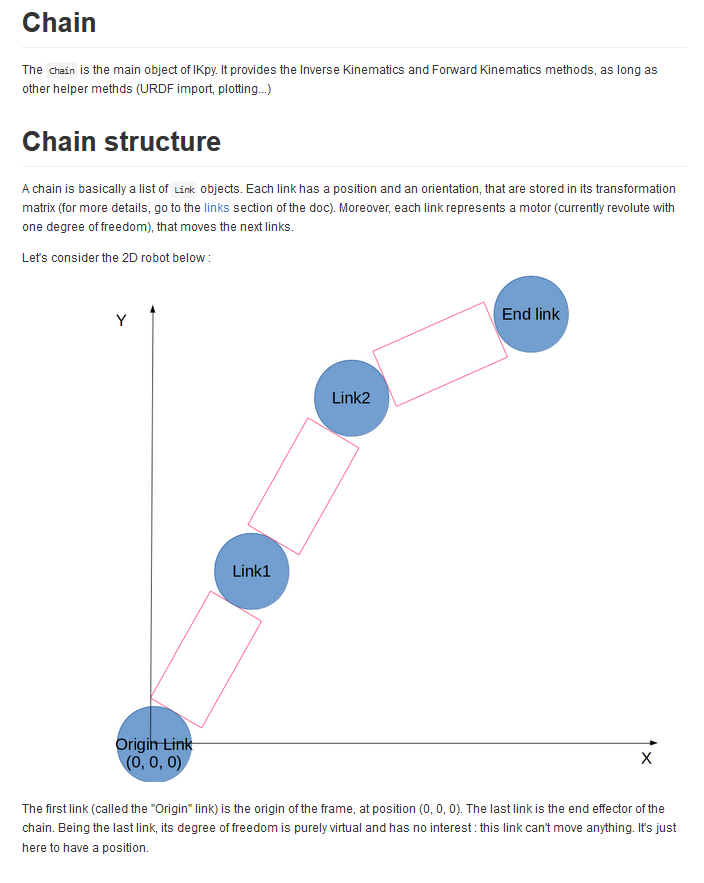 Chain
The Chain is the main object of IKpy. It provides the Inverse Kinematics and Forward Kinematics methods, as long as
other helper methds (URDF import, plotting...)
Chain structure
A chain is basically a list of Link objects. Each link has a position and an orientation, that are stored in its transformation
matrix (for more details, go to the links section of the doc). Moreover, each link represents a motor (currently revolute with
one degree of freedom), that moves the next links.
Let's consider the 2D robot below :
Y
End link
Link2
Link1
Origin Link
(0, 0, 0)
X
The first link (called the "Origin" link) is the origin of the frame, at position (0, 0, 0). The last link is the end effector of the
chain. Being the last link, its degree of freedom is purely virtual and has no interest : this link can't move anything. It's just
here to have a position.